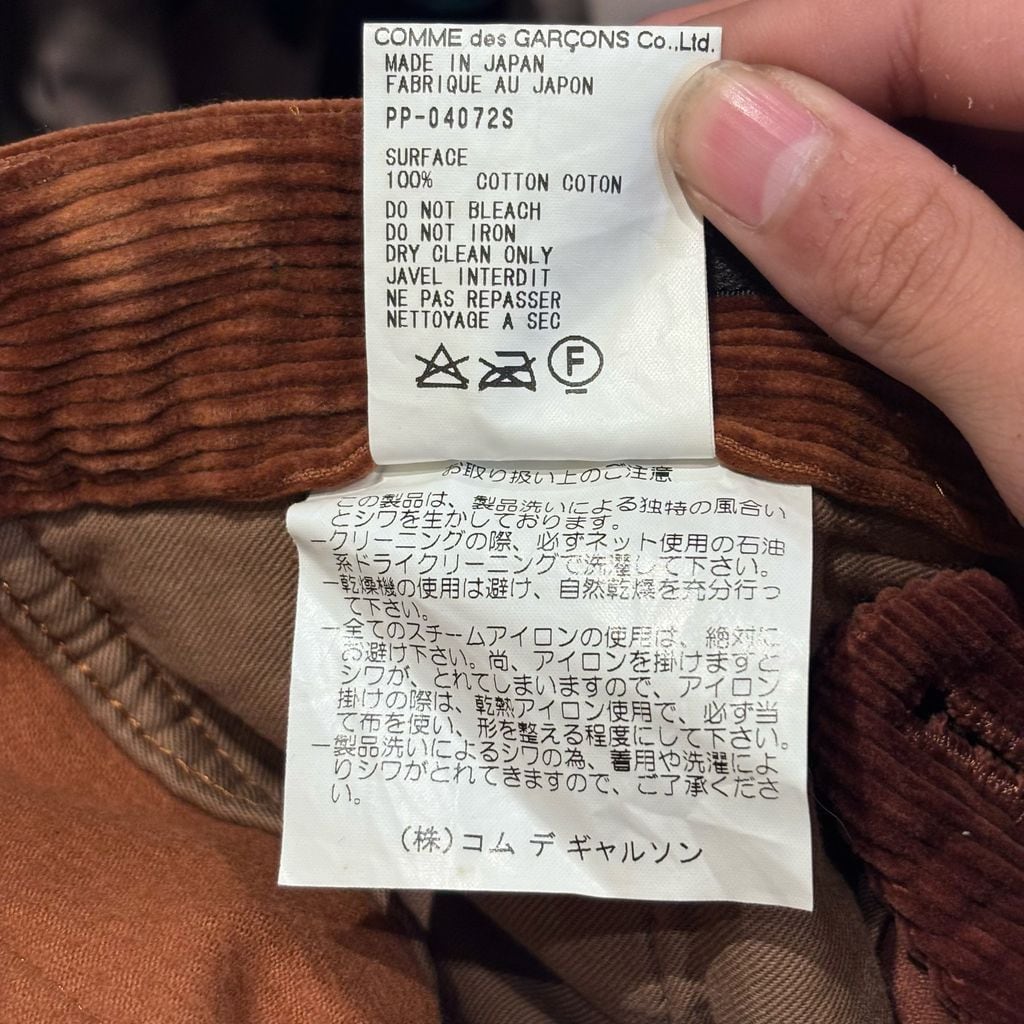 COMME des GARÇONS Co.,Ltd.
MADE IN JAPAN
FABRIQUE AU JAPON
PP-04072S
SURFACE
100% COTTON COTON
DO NOT BLEACH
DO NOT IRON
DRY CLEAN ONLY
JAVEL INTERDIT
NE PAS REPASSER
NETTOYAGE A SEC
F
お取り扱い上のご注意
この製品は、製品洗いによる独特の風合い
とシワを生かしております。
ークリーニングの際、必ずネット使用の石油
系ドライクリーニングで洗濯して下さい。
ー乾燥機の使用は避け、自然乾燥を充分行っ
て下さい。
ー全てのスチームアイロンの使用は、絶対に
お避け下さい。尚、アイロンを掛けますと
シワが、とれてしまいますので、アイロン
掛けの際は、乾熱アイロン使用で、必ず当
て布を使い、形を整える程度にして下さい。
ー製品洗いによるシワの為、着用や洗濯によ
りシワがとれてきますので、ご了承くださ
い。
(株)コム デ ギャルソン